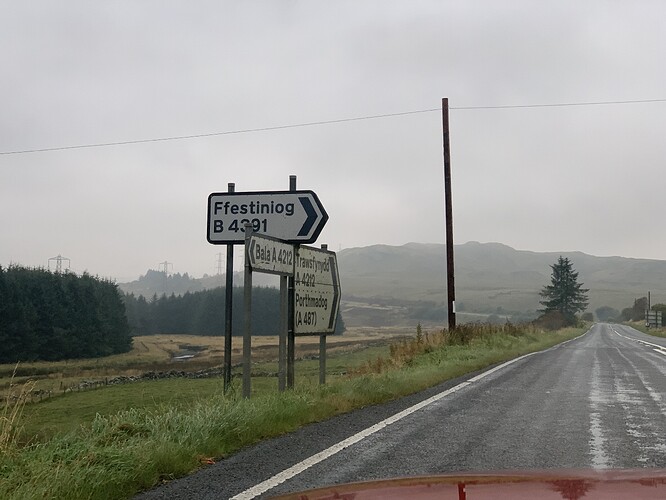 Ffestiniog
B 4391
Bala A 4212
Trawsfynydd
A 4212
Porthmadog
(A 487)